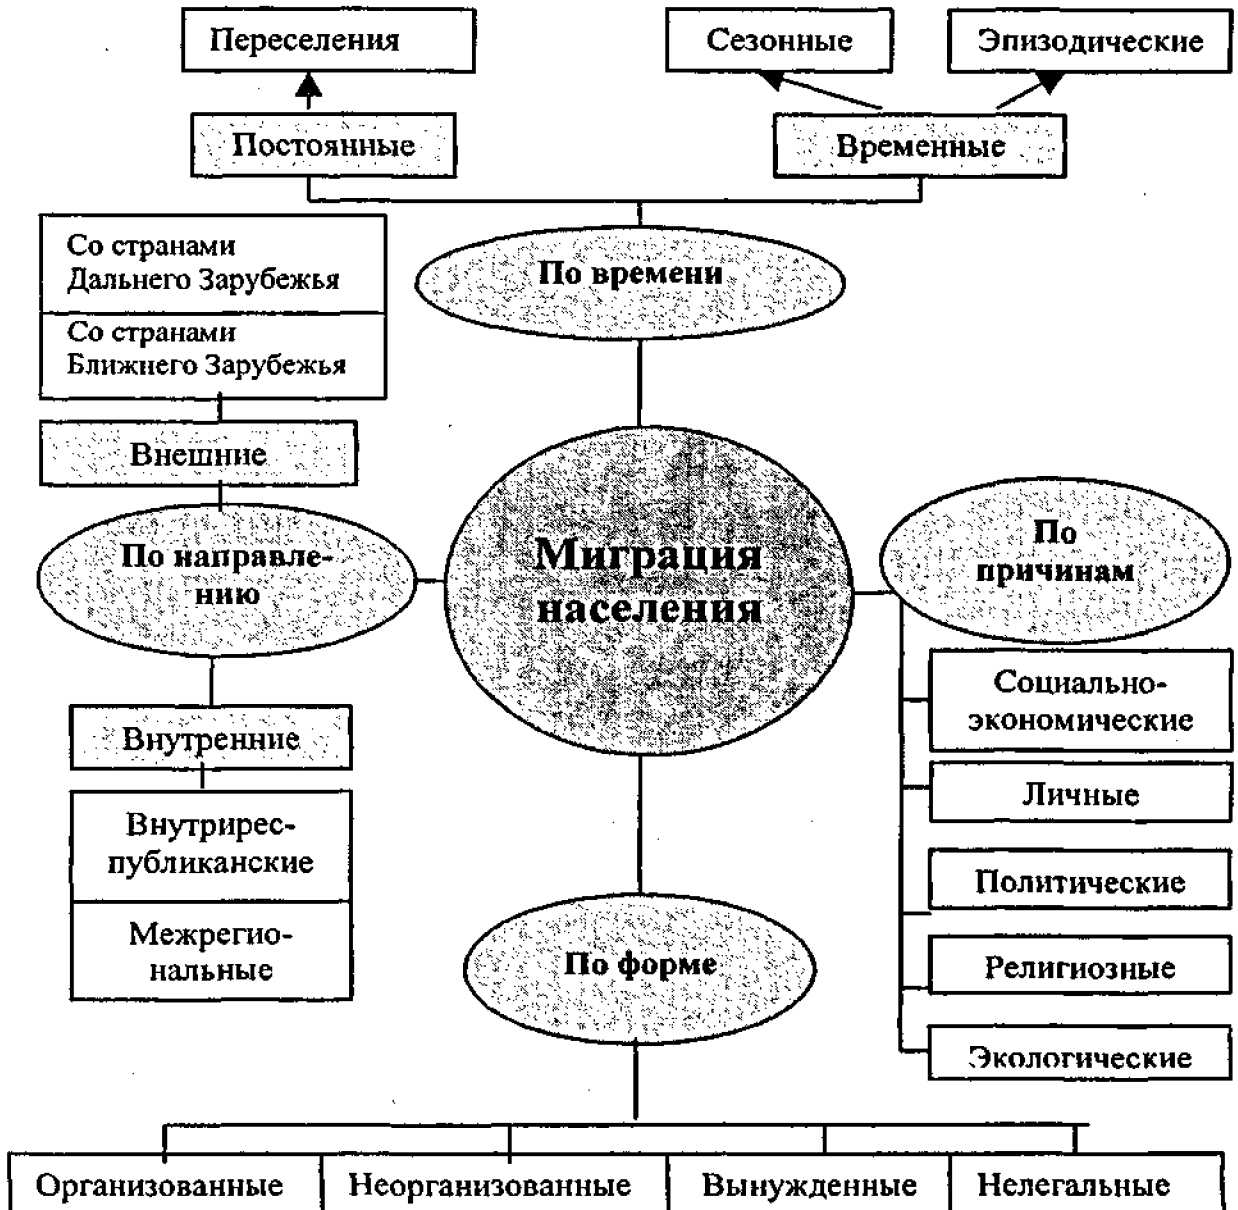 Переселения
Сезонные
Эпизодические
Постоянные
Временные
По времени
Со странами
Дальнего Зарубежья
Со странами
Ближнего Зарубежья
Внешние
По направле-
нию
Миграция
населения
По
причинам
Внутренние
Внутрирес-
публиканские
Межрегио-
нальные
Социально-
экономические
Личные
Политические
Религиозные
Экологические
По форме
Организованные
Неорганизованные
Вынужденные
Нелегальные